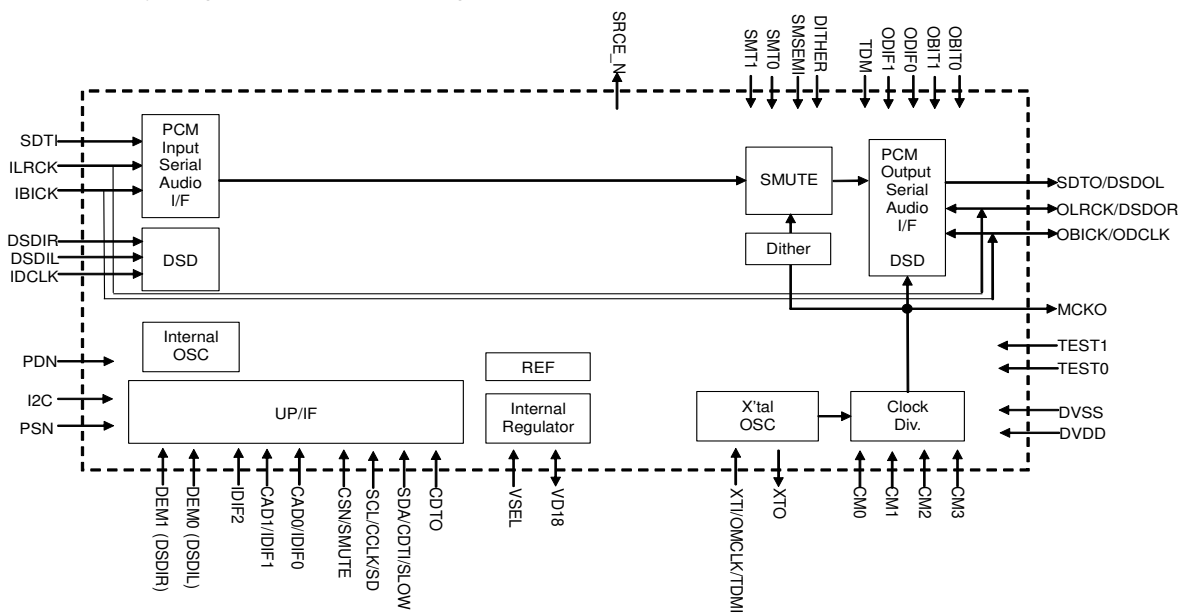 SRCE_N
SMT1
SMT0
SMSEMI
DITHER
TDM
ODIF1
ODIF0
OBIT1
OBIT0
SDTI
ILRCK
IBICK
PCM
Input
Serial
Audio
I/F
SMUTE
PCM
Output
Serial
Audio
I/F
DSD
SDTO/DSDOL
OLRCK/DSDOR
OBICK/ODCLK
DSDIR
DSDIL
IDCLK
DSD
Dither
MCKO
Internal
OSC
PDN
I2C
PSN
UP/IF
REF
Internal
Regulator
X'tal
OSC
Clock
Div.
TEST1
TEST0
DVSS
DVDD
DEM1 (DSDIR)
DEM0 (DSDIL)
IDIF2
CAD1/IDIF1
CAD0/IDIF0
CSN/SMUTE
SCL/CCLK/SD
SDA/CDTI/SLOW
CDTO
VSEL
VD18
XTI/OMCLK/TDMI
XTO
CM0
CM1
CM2
CM3